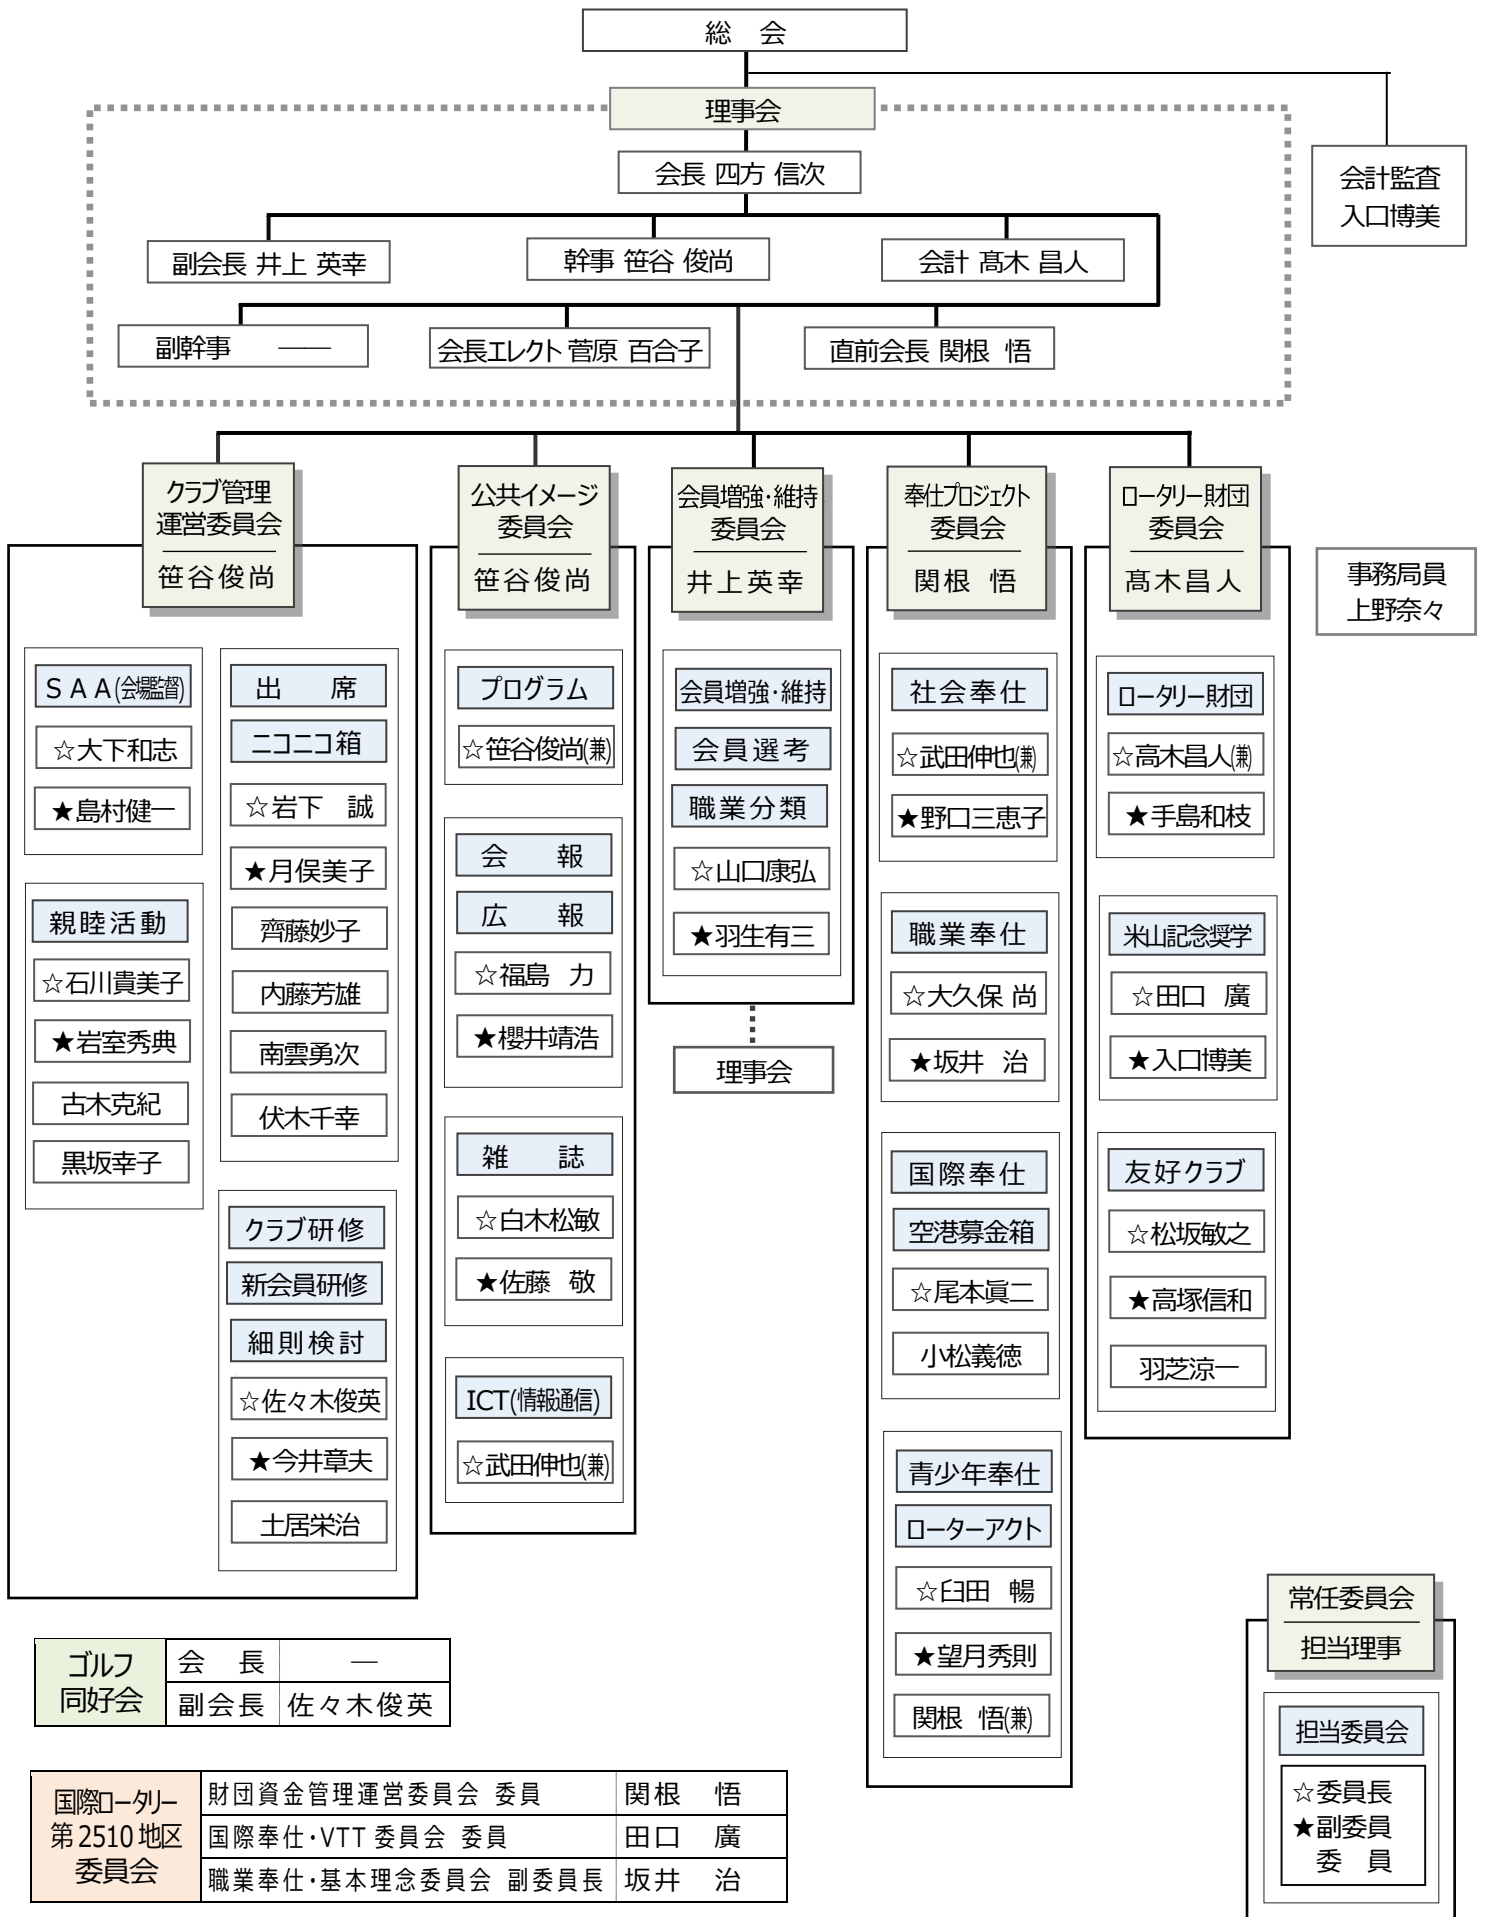 総　会
理事会
会長 四方 信次
会計監査
入口博美
副会長 井上 英幸
幹事 笹谷 俊尚
会計 髙木 昌人
副幹事　――
会長エレクト 菅原 百合子
直前会長 関根 悟
クラブ管理
運営委員会
笹谷俊尚
SAA(会場監督)
☆大下和志
★島村健一
親睦活動
☆石川貴美子
★岩室秀典
古木克紀
黒坂幸子
出　席
ニコニコ箱
☆岩下　誠
★月俣美子
齊藤妙子
内藤芳雄
南雲勇次
伏木千幸
クラブ研修
新会員研修
細則検討
☆佐々木俊英
★今井章夫
土居栄治
公共イメージ
委員会
笹谷俊尚
プログラム
☆笹谷俊尚(兼)
会　報
広　報
☆福島　力
★櫻井靖浩
雑　誌
☆白木松敏
★佐藤　敬
ICT(情報通信)
☆武田伸也(兼)
会員増強･維持
委員会
井上英幸
会員増強･維持
会員選考
職業分類
☆山口康弘
★羽生有三
理事会
奉仕プロジェクト
委員会
関根 悟
社会奉仕
☆武田伸也(兼)
★野口三恵子
職業奉仕
☆大久保 尚
★坂井　治
国際奉仕
空港募金箱
☆尾本眞二
小松義徳
青少年奉仕
ローターアクト
☆臼田　暢
★望月秀則
関根 悟(兼)
ロータリー財団
委員会
髙木昌人
ロータリー財団
☆高木昌人(兼)
★手島和枝
米山記念奨学
☆田口　廣
★入口博美
友好クラブ
☆松坂敏之
★高塚信和
羽芝涼一
事務局員
上野奈々
ゴルフ
同好会
会　長　―
副会長　佐々木俊英
国際ロータリー
第2510地区
委員会
財団資金管理運営委員会 委員　関根　悟
国際奉仕･VTT委員会 委員　田口　廣
職業奉仕･基本理念委員会 副委員長　坂井　治
常任委員会
担当理事
担当委員会
☆委員長
★副委員
委　員